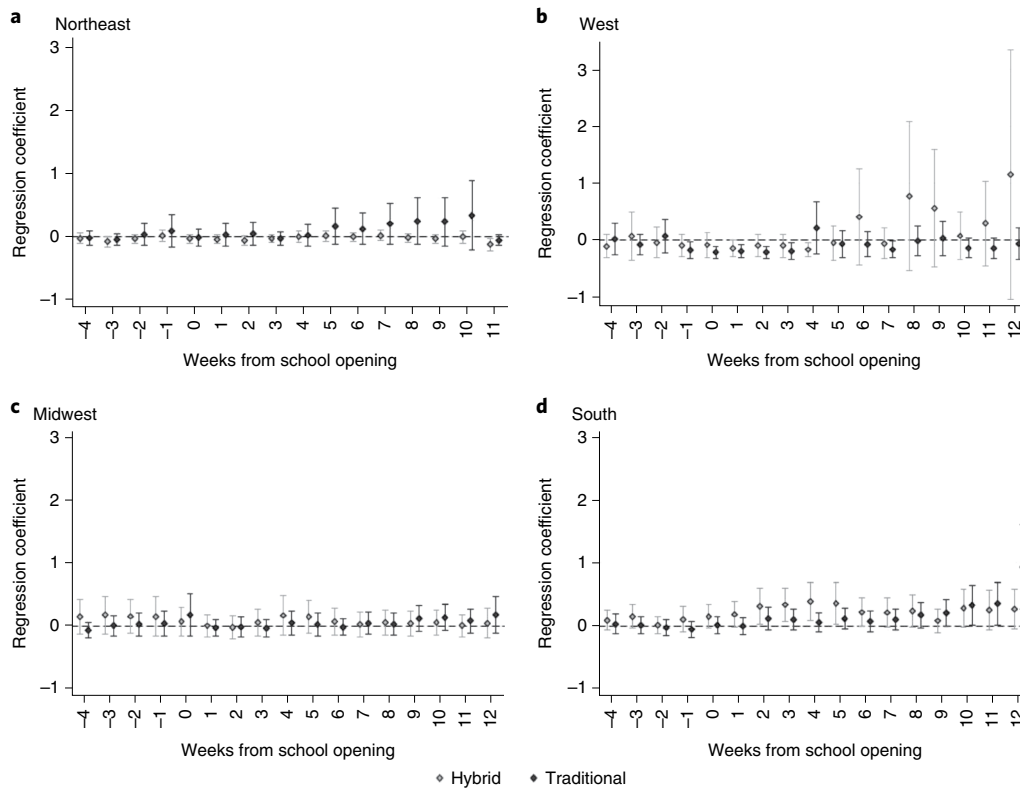 a Northeast
3
2
1
0
−1
Regression coefficient
−4 −3 −2 −1 0 1 2 3 4 5 6 7 8 9 10 11
Weeks from school opening
b West
3
2
1
0
−1
Regression coefficient
−4 −3 −2 −1 0 1 2 3 4 5 6 7 8 9 10 11 12
Weeks from school opening
c Midwest
3
2
1
0
−1
Regression coefficient
−4 −3 −2 −1 0 1 2 3 4 5 6 7 8 9 10 11 12
Weeks from school opening
d South
3
2
1
0
−1
Regression coefficient
−4 −3 −2 −1 0 1 2 3 4 5 6 7 8 9 10 11 12
Weeks from school opening
Hybrid Traditional